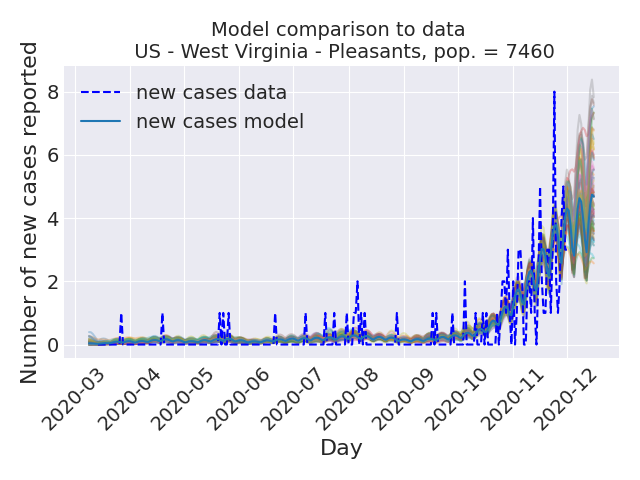 Model comparison to data
US - West Virginia - Pleasants, pop. = 7460
Number of new cases reported
8
6
4
2
0
new cases data
new cases model
2020-03
2020-04
2020-05
2020-06
2020-07
2020-08
2020-09
2020-10
2020-11
2020-12
Day